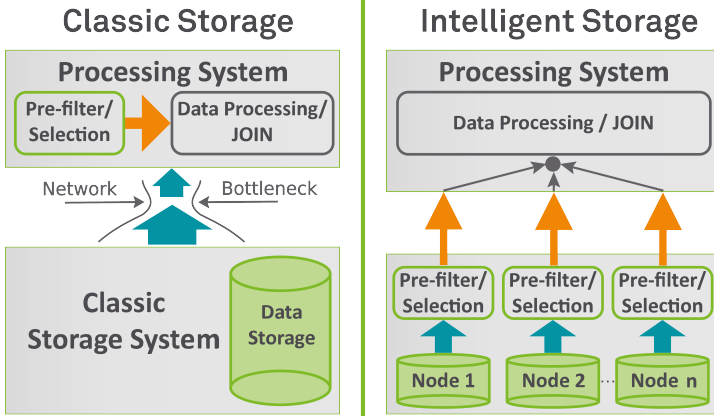 Classic Storage
Processing System
Pre-filter/
Selection
Data Processing/
JOIN
Network
Bottleneck
Classic
Storage System
Data
Storage
Intelligent Storage
Processing System
Data Processing / JOIN
Pre-filter/
Selection
Pre-filter/
Selection
Pre-filter/
Selection
Node 1
Node 2
...
Node n